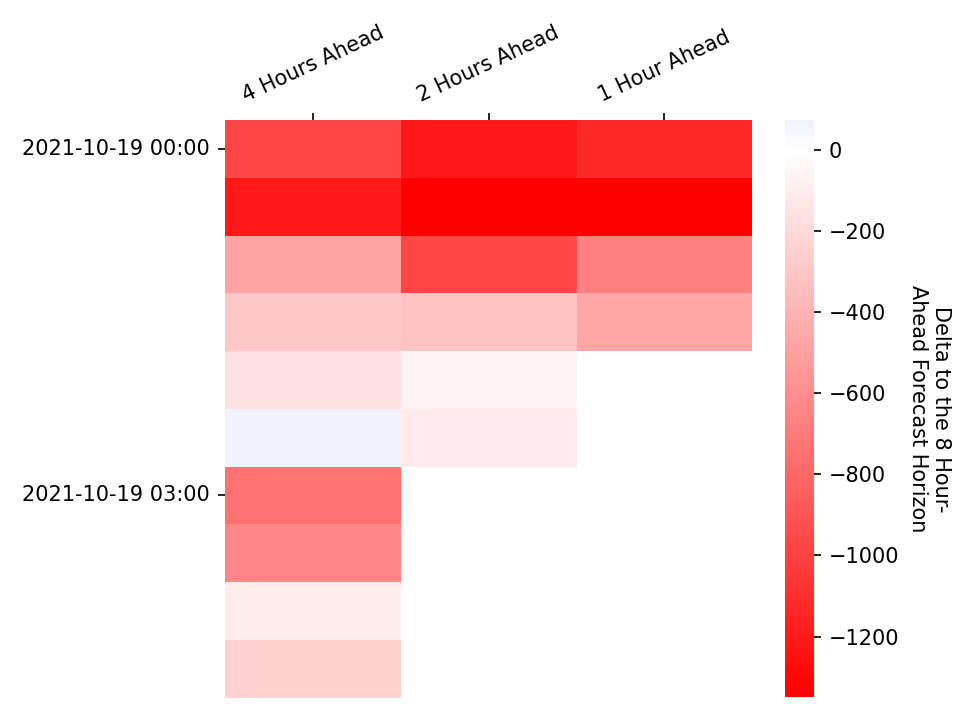 4 Hours Ahead
2 Hours Ahead
1 Hour Ahead
2021-10-19 00:00
2021-10-19 03:00
0
−200
−400
−600
−800
−1000
−1200
Delta to the 8 Hour-
Ahead Forecast Horizon